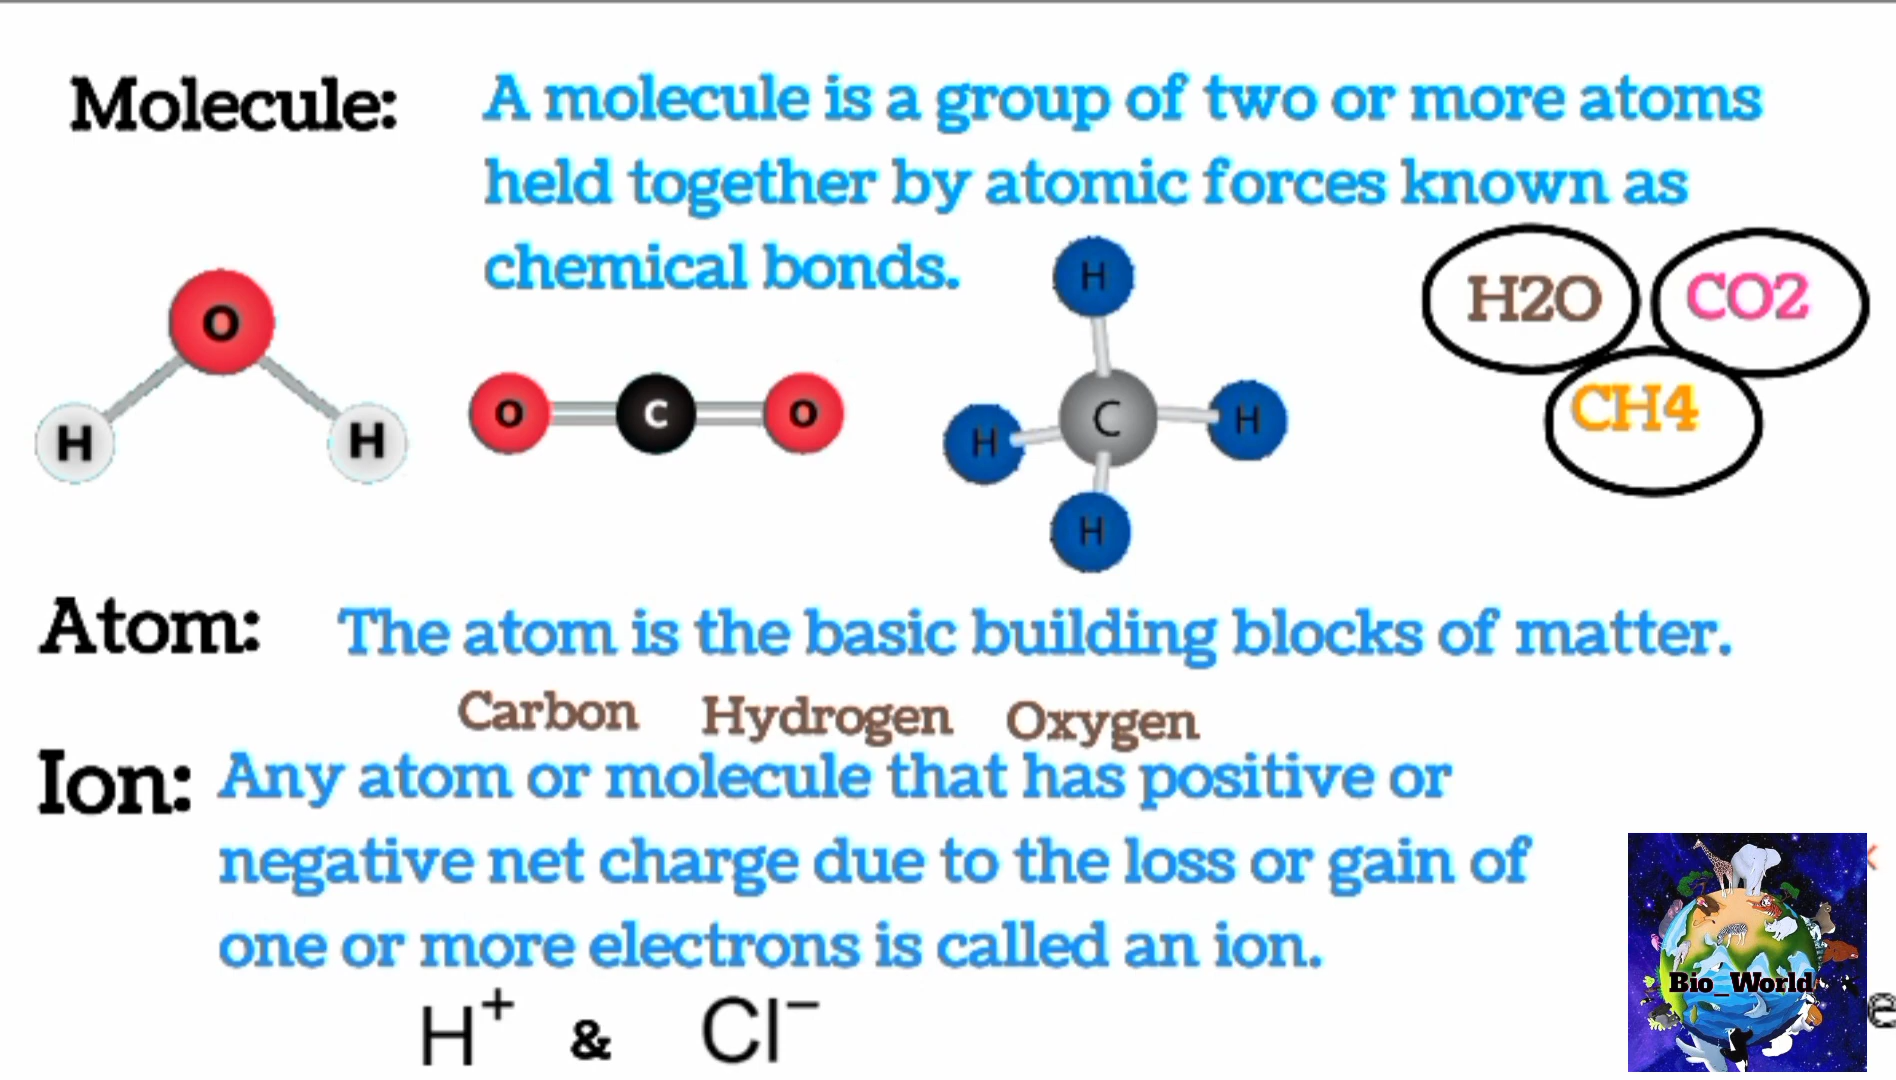 Molecule: A molecule is a group of two or more atoms
held together by atomic forces known as
chemical bonds.
O
H H
O C O
H
H C H
H
H2O CO2
CH4
Atom: The atom is the basic building blocks of matter.
Carbon Hydrogen Oxygen
Ion: Any atom or molecule that has positive or
negative net charge due to the loss or gain of
one or more electrons is called an ion.
H⁺ & Cl⁻
Bio_World
e